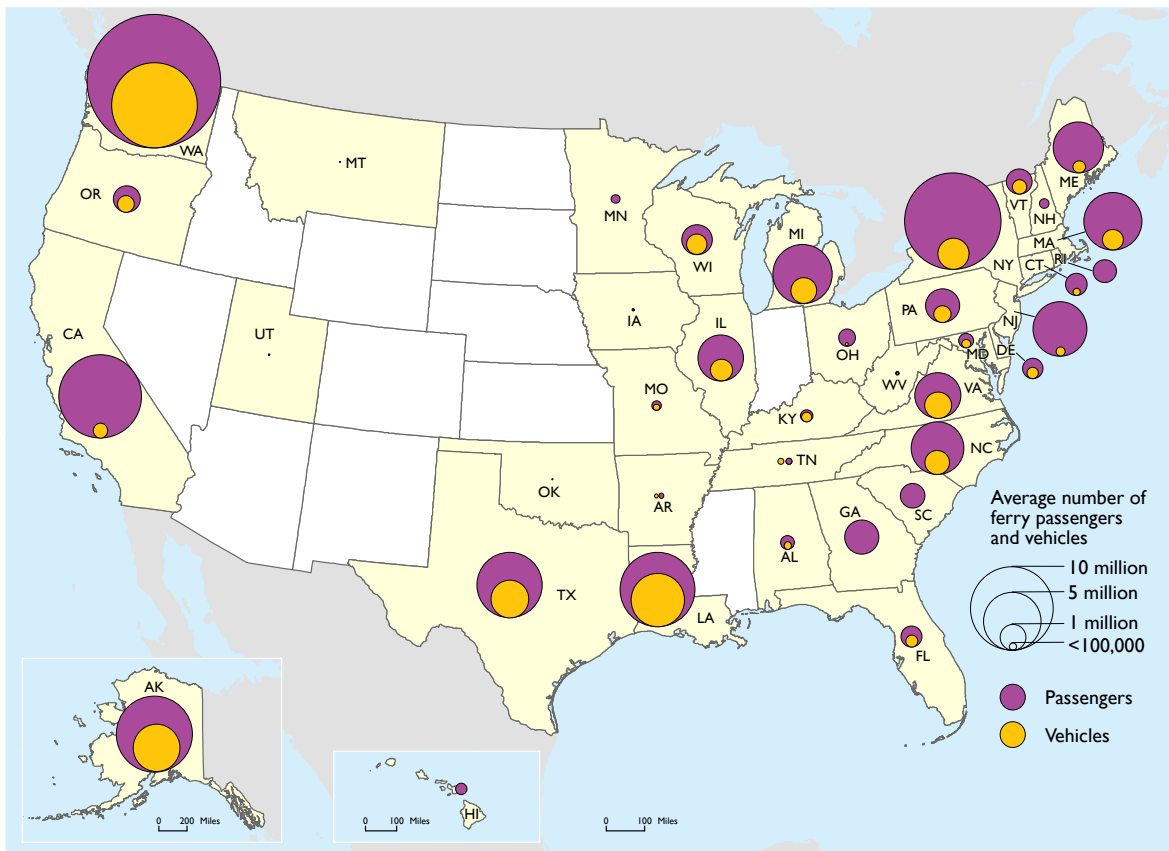 WA
MT
OR
MN
VT
ME
NH
MI
WI
MA
NY
CT
RI
CA
UT
IA
IL
PA
NJ
OH
MD
DE
MO
WV
VA
KY
NC
TN
OK
AR
SC
GA
AL
TX
LA
FL
Average number of
ferry passengers
and vehicles
10 million
5 million
1 million
<100,000
Passengers
Vehicles
AK
0 200 Miles
HI
0 100 Miles
0 100 Miles